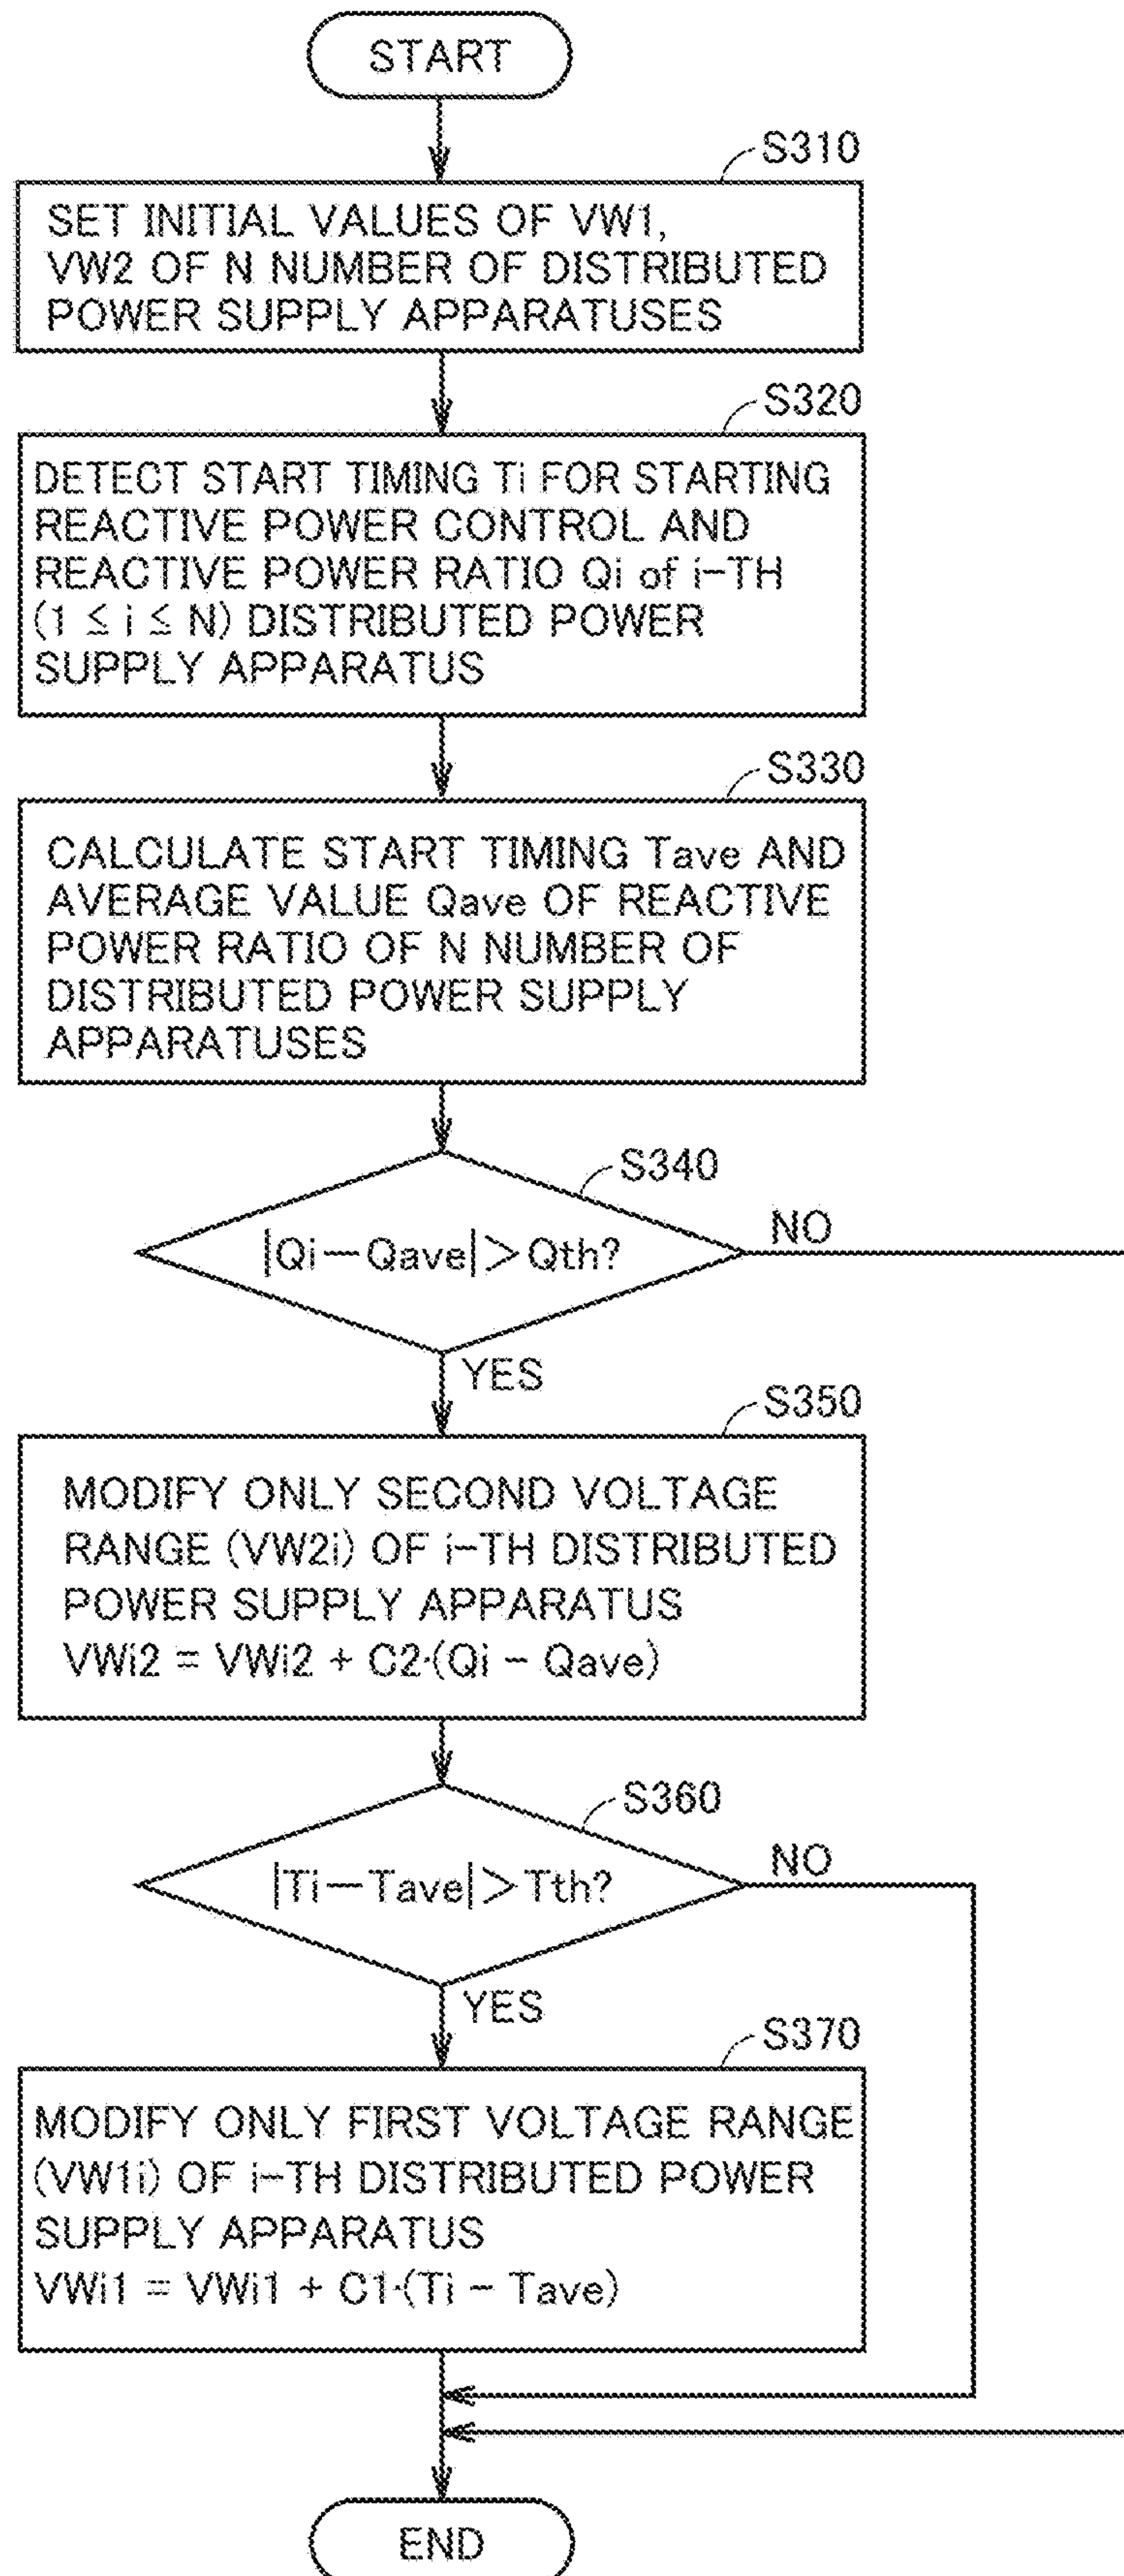 START
S310
SET INITIAL VALUES OF VW1,
VW2 OF N NUMBER OF DISTRIBUTED
POWER SUPPLY APPARATUSES
S320
DETECT START TIMING Ti FOR STARTING
REACTIVE POWER CONTROL AND
REACTIVE POWER RATIO Qi of i-TH
(1 ≦ i ≦ N) DISTRIBUTED POWER
SUPPLY APPARATUS
S330
CALCULATE START TIMING Tave AND
AVERAGE VALUE Qave OF REACTIVE
POWER RATIO OF N NUMBER OF
DISTRIBUTED POWER SUPPLY
APPARATUSES
S340
|Qi-Qave|>Qth?
NO
YES
S350
MODIFY ONLY SECOND VOLTAGE
RANGE (VW2i) OF i-TH DISTRIBUTED
POWER SUPPLY APPARATUS
VWi2 = VWi2 + C2·(Qi - Qave)
S360
|Ti-Tave|>Tth?
NO
YES
S370
MODIFY ONLY FIRST VOLTAGE RANGE
(VW1i) OF i-TH DISTRIBUTED POWER
SUPPLY APPARATUS
VWi1 = VWi1 + C1·(Ti - Tave)
END